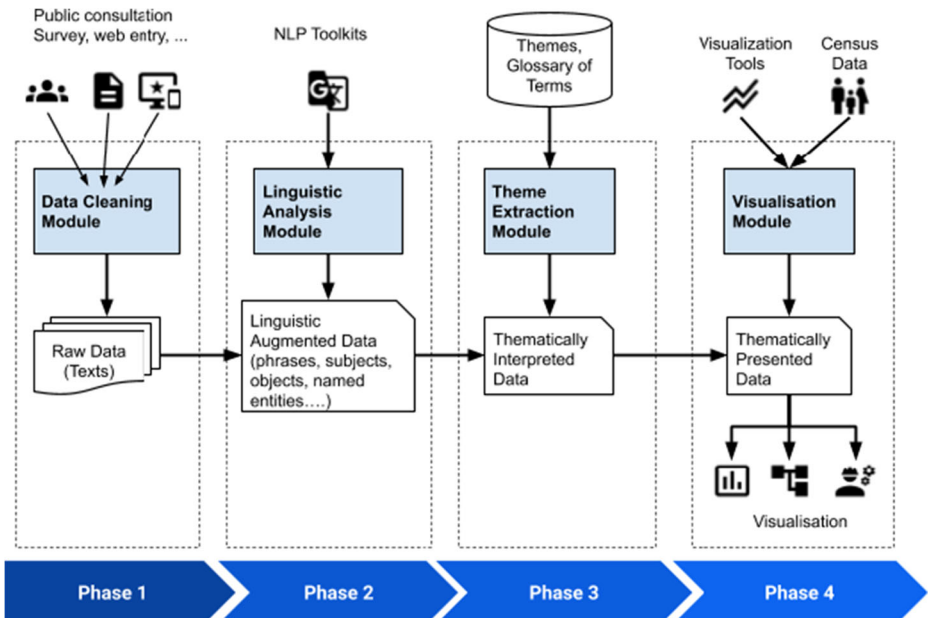 Public consultation
Survey, web entry, ...
NLP Toolkits
Themes,
Glossary of
Terms
Visualization
Tools
Census
Data
Data Cleaning
Module
Linguistic
Analysis
Module
Theme
Extraction
Module
Visualisation
Module
Raw Data
(Texts)
Linguistic
Augmented Data
(phrases, subjects,
objects, named
entities....)
Thematically
Interpreted
Data
Thematically
Presented
Data
Visualisation
Phase 1
Phase 2
Phase 3
Phase 4